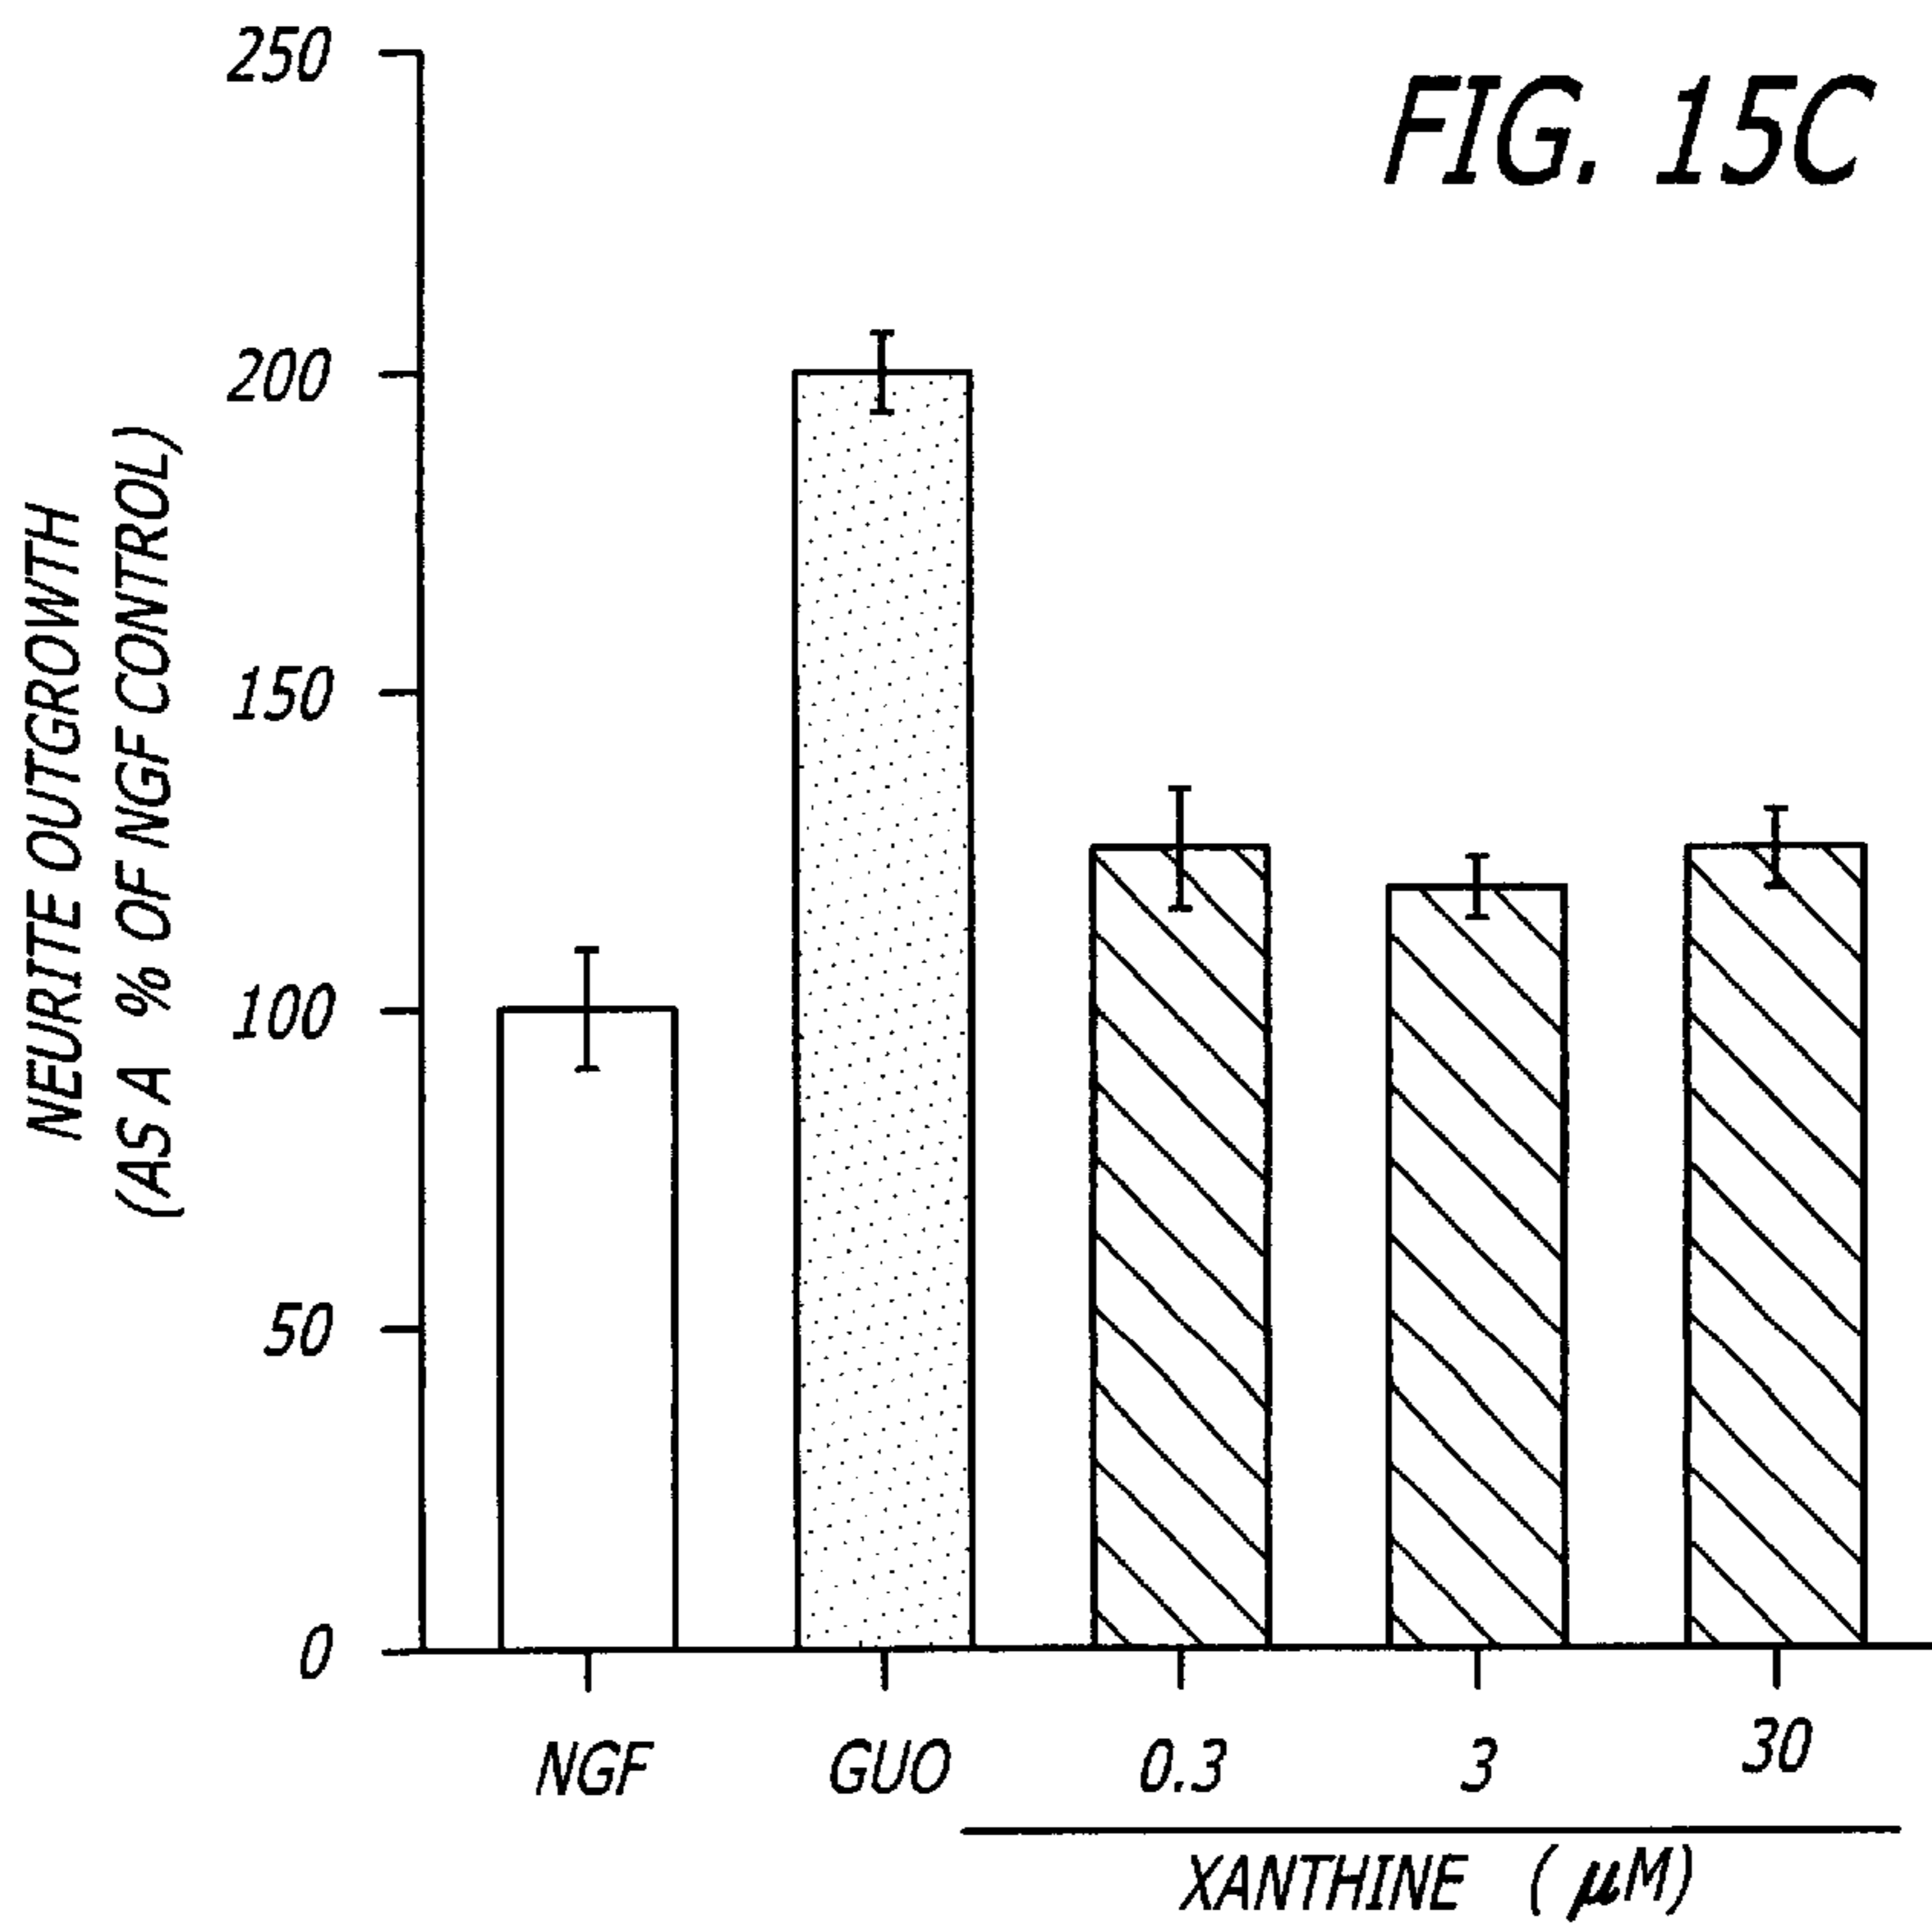 FIG. 15C
NEURITE OUTGROWTH
(AS A % OF NGF CONTROL)
250
200
150
100
50
0
NGF GUO 0.3 3 30
XANTHINE (μM)